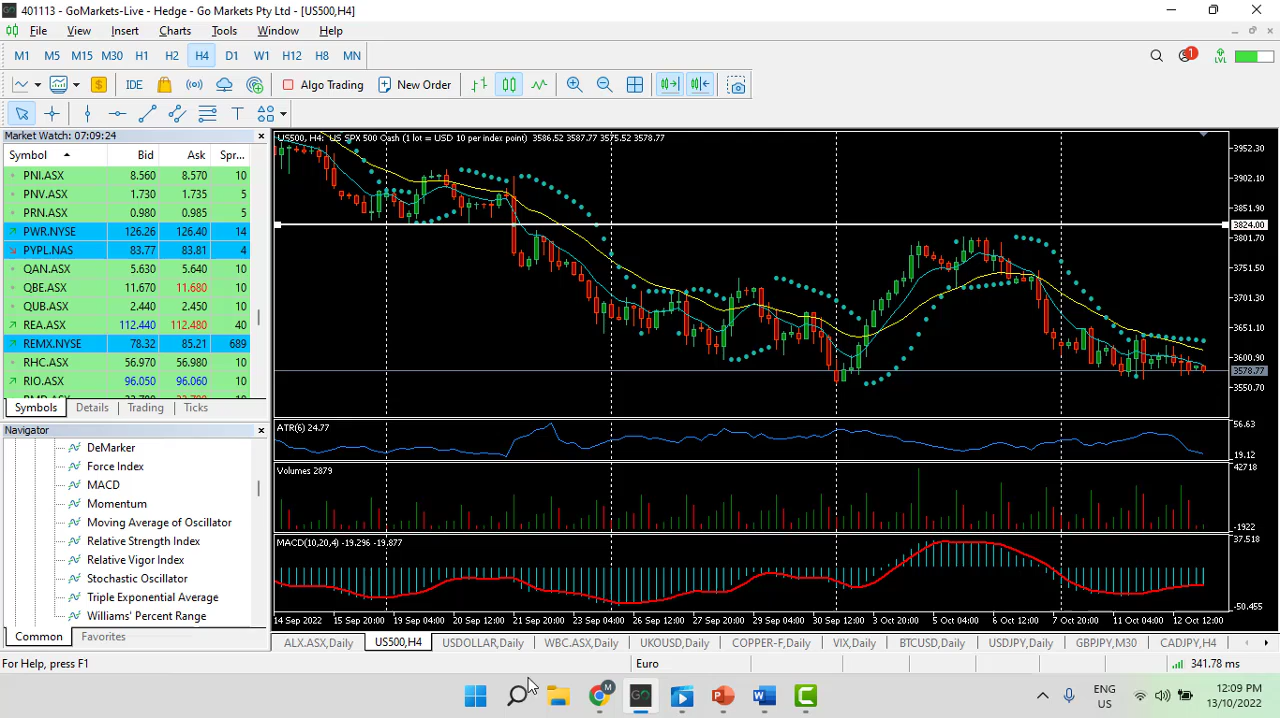 401113 - GoMarkets-Live - Hedge - Go Markets Pty Ltd - [US500,H4]
File View Insert Charts Tools Window Help
M1 M5 M15 M30 H1 H2 H4 D1 W1 H12 H8 MN
1 LVL
$ IDE Algo Trading New Order
T
Market Watch: 07:09:24
Symbol Bid Ask Spr...
PNI.ASX 8.560 8.570 10
PNV.ASX 1.730 1.735 5
PRN.ASX 0.980 0.985 5
PWR.NYSE 126.26 126.40 14
PYPL.NAS 83.77 83.81 4
QAN.ASX 5.630 5.640 10
QBE.ASX 11.670 11.680 10
QUB.ASX 2.440 2.450 10
REA.ASX 112.440 112.480 40
REMX.NYSE 78.32 85.21 689
RHC.ASX 56.970 56.980 10
RIO.ASX 96.050 96.060 10
Symbols Details Trading Ticks
Navigator
DeMarker
Force Index
MACD
Momentum
Moving Average of Oscillator
Relative Strength Index
Relative Vigor Index
Stochastic Oscillator
Triple Exponential Average
Williams' Percent Range
Common Favorites
US500, H4: US SPX 500 Cash (1 lot = USD 10 per index point) 3586.52 3587.77 3575.52 3578.77
3952.30
3902.10
3851.90
3824.00
3801.70
3751.50
3701.30
3651.10
3600.90
3578.77
3550.70
ATR(6) 24.77
56.63
19.12
Volumes 2879
42718
1922
MACD(10,20,4) -19.296 -19.877
37.518
-50.455
14 Sep 2022 15 Sep 20:00 19 Sep 04:00 20 Sep 12:00 21 Sep 20:00 23 Sep 04:00 26 Sep 12:00 27 Sep 20:00 29 Sep 04:00 30 Sep 12:00 3 Oct 20:00 5 Oct 04:00 6 Oct 12:00 7 Oct 20:00 11 Oct 04:00 12 Oct 12:00
ALX.ASX,Daily US500,H4 USDOLLAR,Daily WBC.ASX,Daily UKOUSD,Daily COPPER-F,Daily VIX,Daily BTCUSD,Daily USDJPY,Daily GBPJPY,M30 CADJPY,H4
For Help, press F1 Euro 341.78 ms
M GO P W C
ENG
US
12:09 PM
13/10/2022